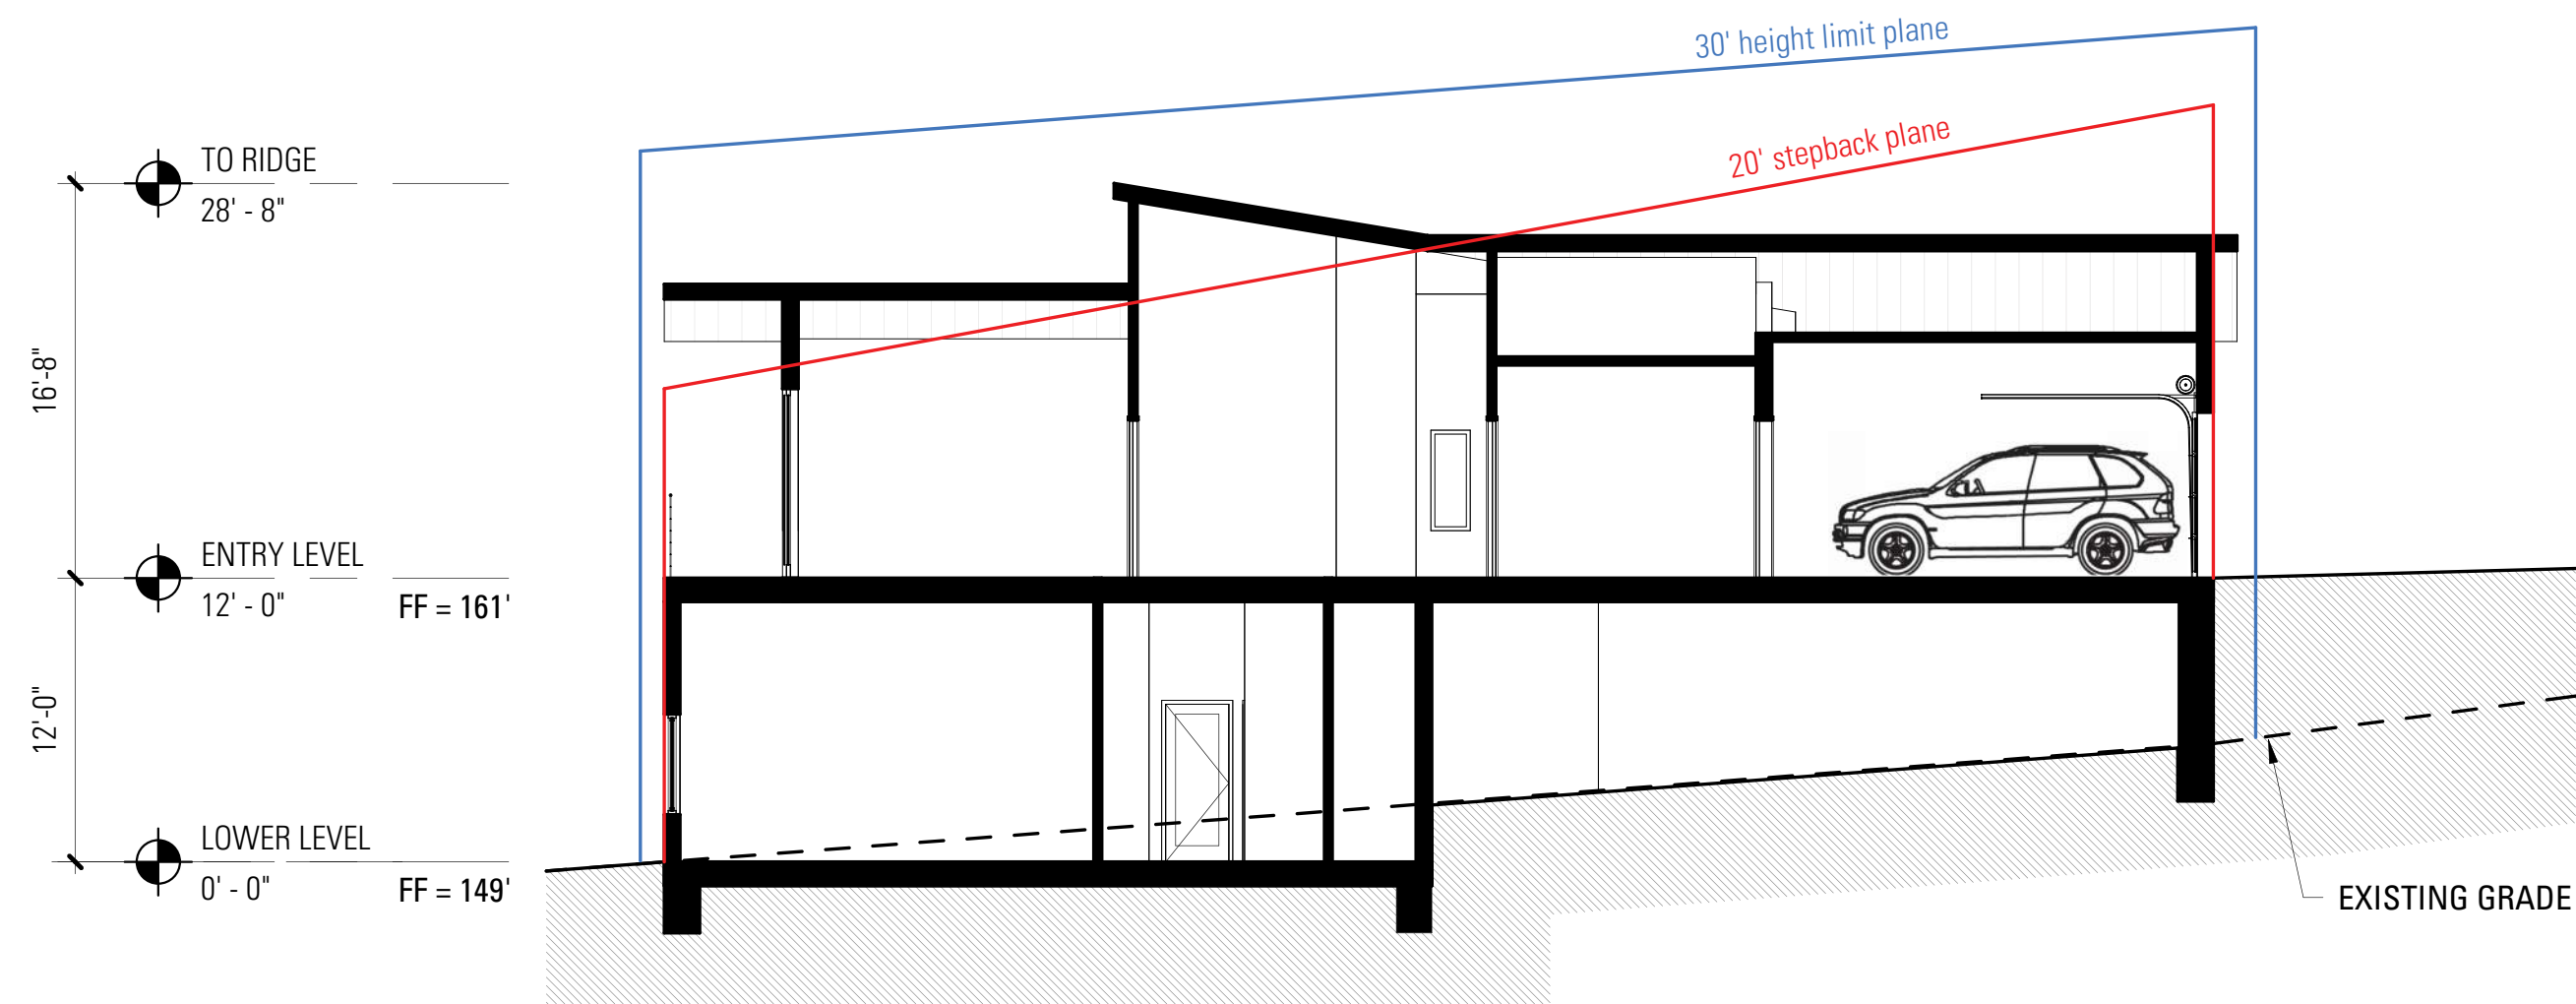 30' height limit plane
20' stepback plane
TO RIDGE
28' - 8"
16'-8"
ENTRY LEVEL
12' - 0"
FF = 161'
12'-0"
LOWER LEVEL
0' - 0"
FF = 149'
EXISTING GRADE